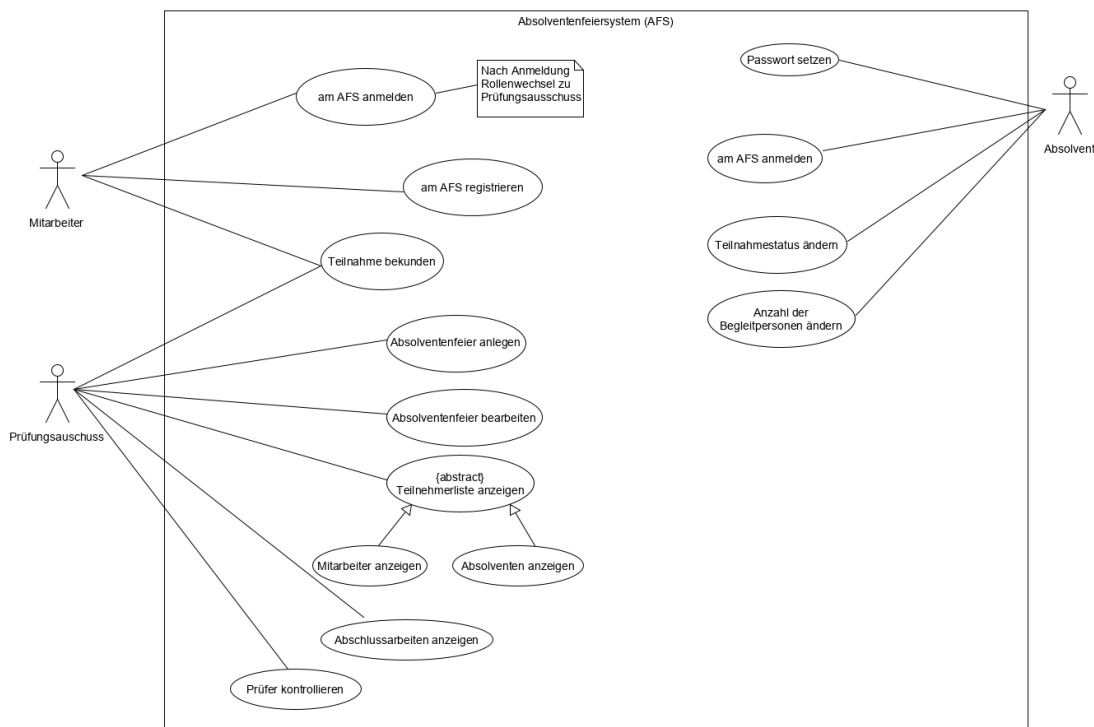 Absolventenfeiersystem (AFS)
Passwort setzen
Nach Anmeldung
Rollenwechsel zu
Prüfungsausschuss
am AFS anmelden
Absolvent
am AFS anmelden
am AFS registrieren
Mitarbeiter
Teilnahmestatus ändern
Teilnahme bekunden
Anzahl der
Begleitpersonen ändern
Absolventenfeier anlegen
Absolventenfeier bearbeiten
Prüfungsauschuss
{abstract}
Teilnehmerliste anzeigen
Mitarbeiter anzeigen
Absolventen anzeigen
Abschlussarbeiten anzeigen
Prüfer kontrollieren